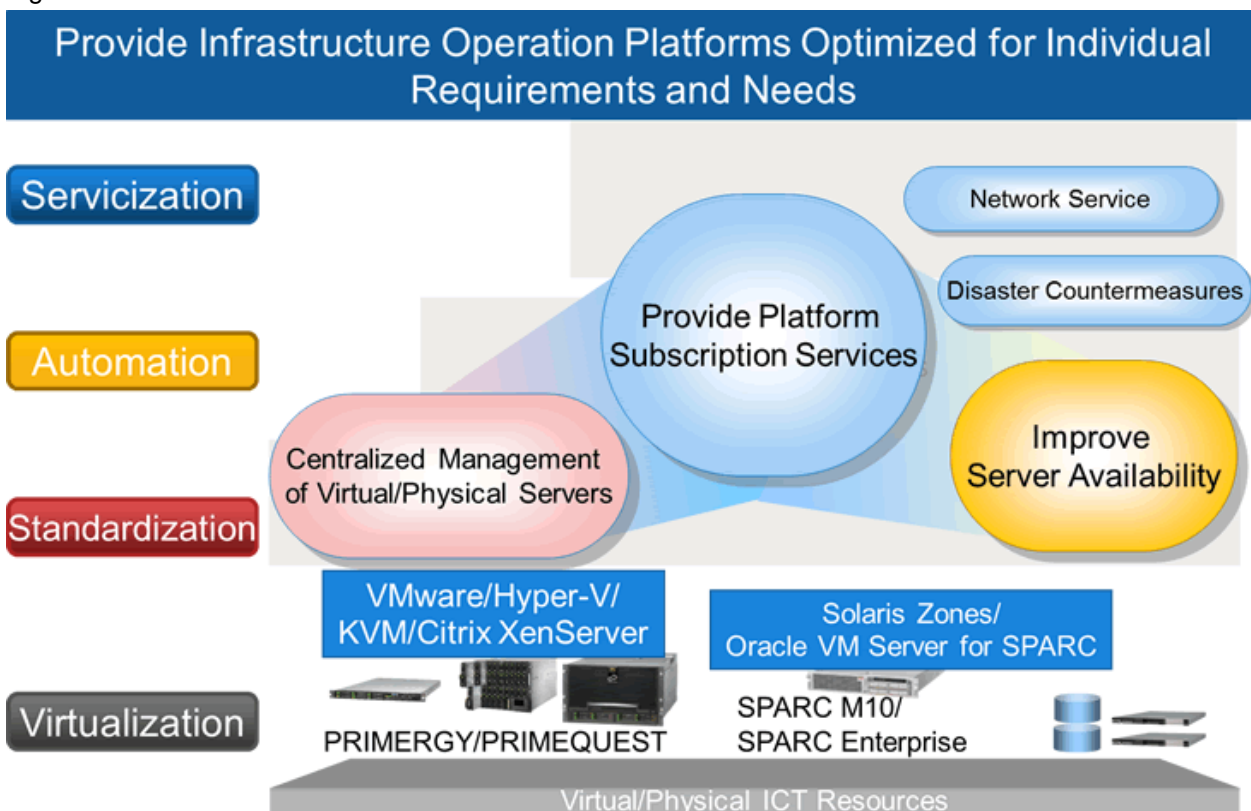 Provide Infrastructure Operation Platforms Optimized for Individual
Requirements and Needs
Servicization
Network Service
Disaster Countermeasures
Provide Platform
Subscription Services
Automation
Improve
Server Availability
Centralized Management
of Virtual/Physical Servers
Standardization
VMware/Hyper-V/
KVM/Citrix XenServer
Solaris Zones/
Oracle VM Server for SPARC
Virtualization
PRIMERGY/PRIMEQUEST
SPARC M10/
SPARC Enterprise
Virtual/Physical ICT Resources